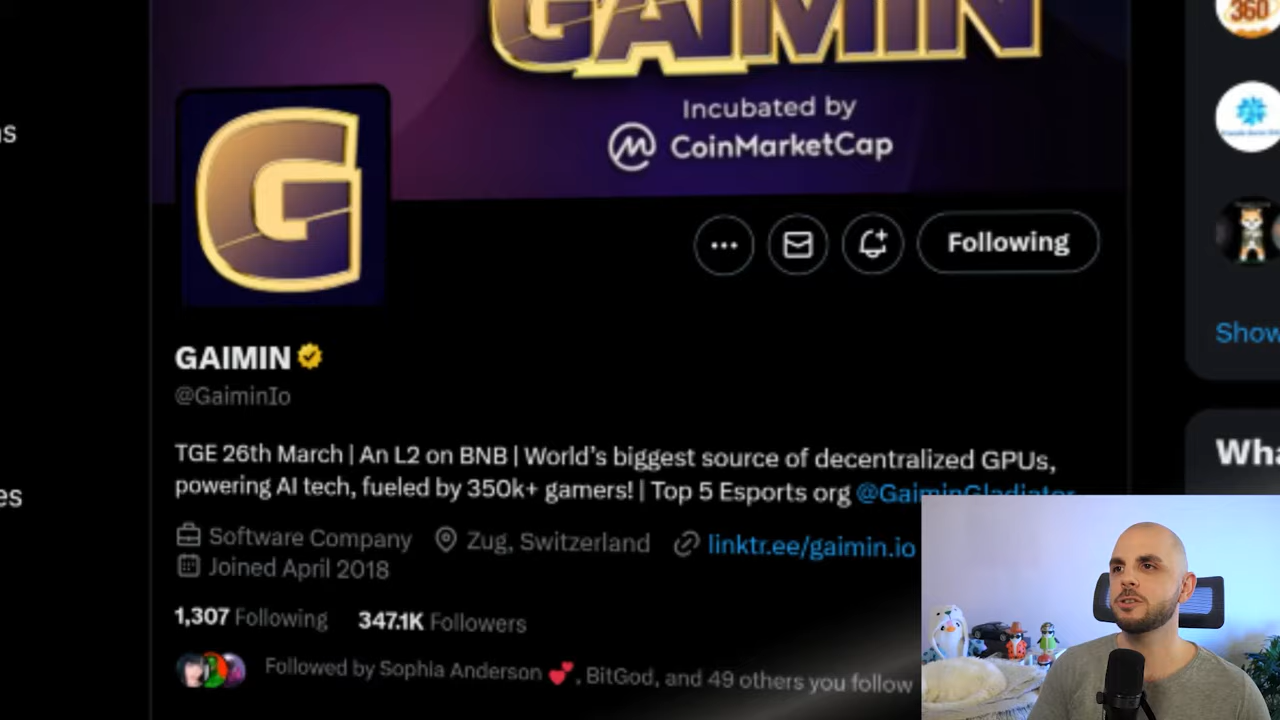 GAIMIN
Incubated by
CoinMarketCap
360
Following
Show
GAIMIN
@GaiminIo
TGE 26th March | An L2 on BNB | World's biggest source of decentralized GPUs,
powering AI tech, fueled by 350k+ gamers! | Top 5 Esports org @GaiminGladiator
Wha
Software Company Zug, Switzerland linktr.ee/gaimin.io
Joined April 2018
1,307 Following 347.1K Followers
Followed by Sophia Anderson 💕, BitGod, and 49 others you follow